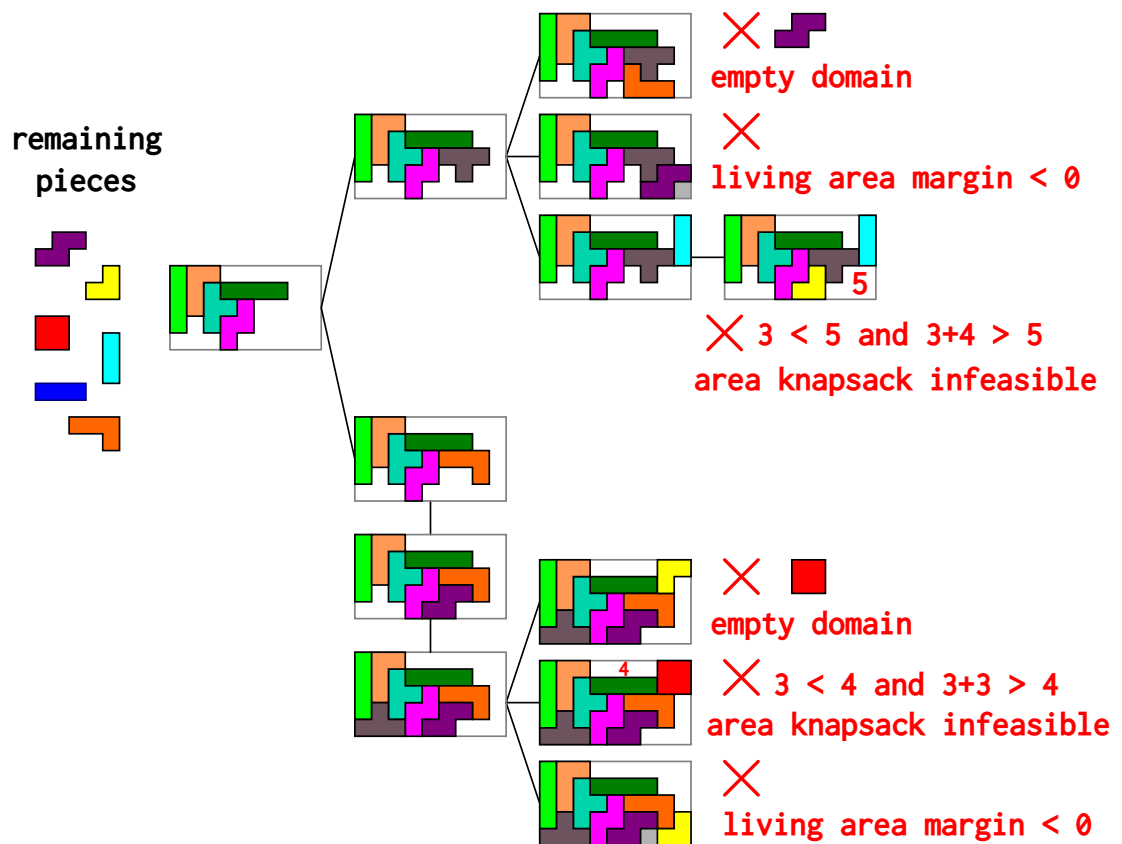 remaining
pieces
empty domain
living area margin < 0
5
3 < 5 and 3+4 > 5
area knapsack infeasible
empty domain
4
3 < 4 and 3+3 > 4
area knapsack infeasible
living area margin < 0